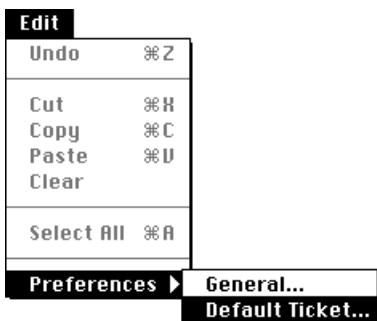 Edit
Undo ⌘Z
Cut ⌘X
Copy ⌘C
Paste ⌘V
Clear
Select All ⌘A
Preferences ▶ General...
Default Ticket...